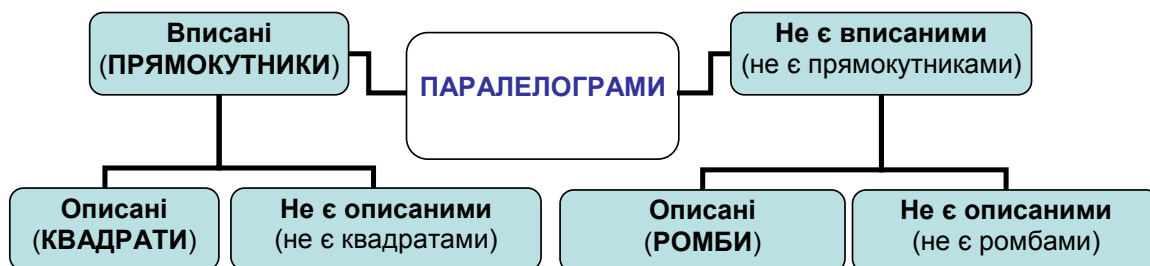 Вписані
(ПРЯМОКУТНИКИ)
ПАРАЛЕЛОГРАМИ
Не є вписаними
(не є прямокутниками)
Описані
(КВАДРАТИ)
Не є описаними
(не є квадратами)
Описані
(РОМБИ)
Не є описаними
(не є ромбами)